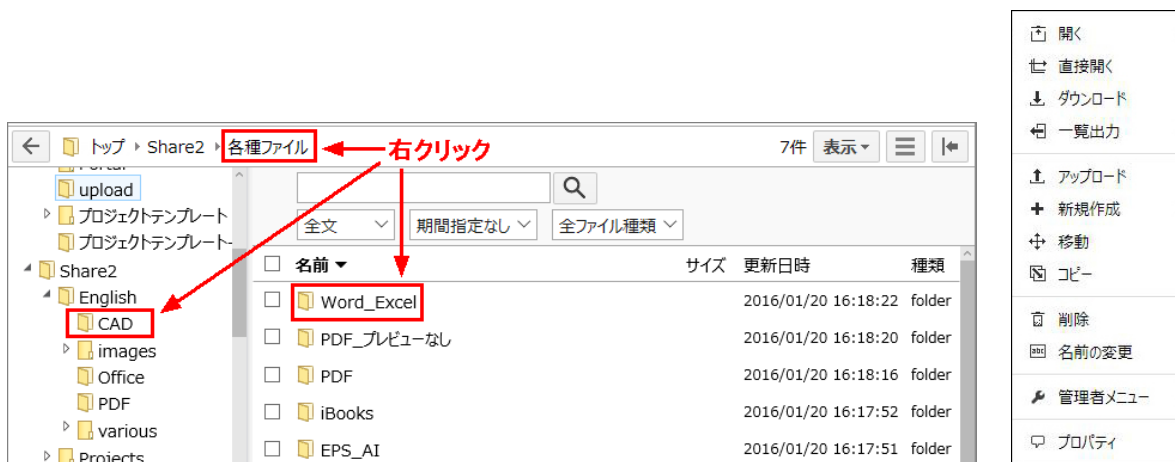 トップ Share2 各種ファイル
右クリック
7件 表示
Portal
upload
プロジェクトテンプレート
プロジェクトテンプレート-
Share2
English
CAD
images
Office
PDF
various
Projects
全文 期間指定なし 全ファイル種類
名前 サイズ 更新日時 種類
Word_Excel 2016/01/20 16:18:22 folder
PDF_プレビューなし 2016/01/20 16:18:20 folder
PDF 2016/01/20 16:18:16 folder
iBooks 2016/01/20 16:17:52 folder
EPS_AI 2016/01/20 16:17:51 folder
開く
直接開く
ダウンロード
一覧出力
アップロード
新規作成
移動
コピー
削除
abc 名前の変更
管理者メニュー
プロパティ